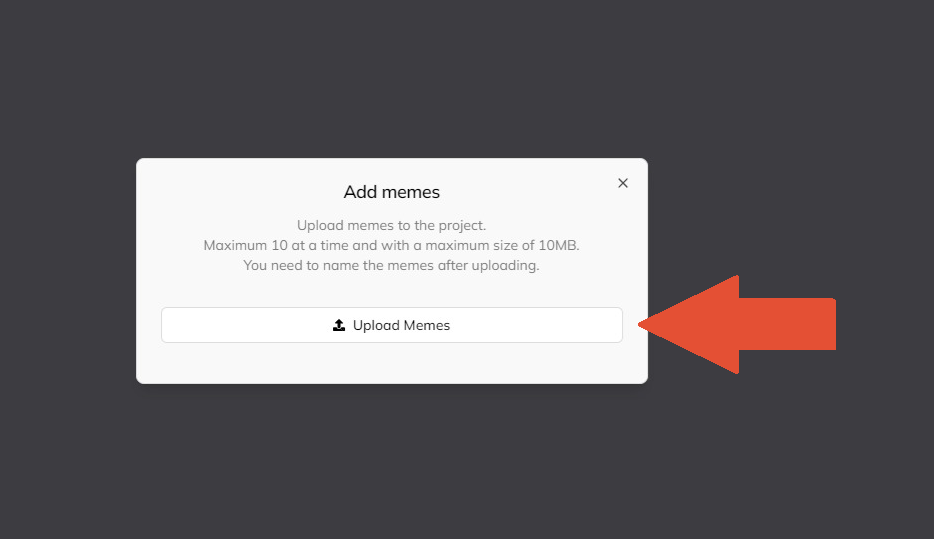 Add memes
Upload memes to the project.
Maximum 10 at a time and with a maximum size of 10MB.
You need to name the memes after uploading.
Upload Memes